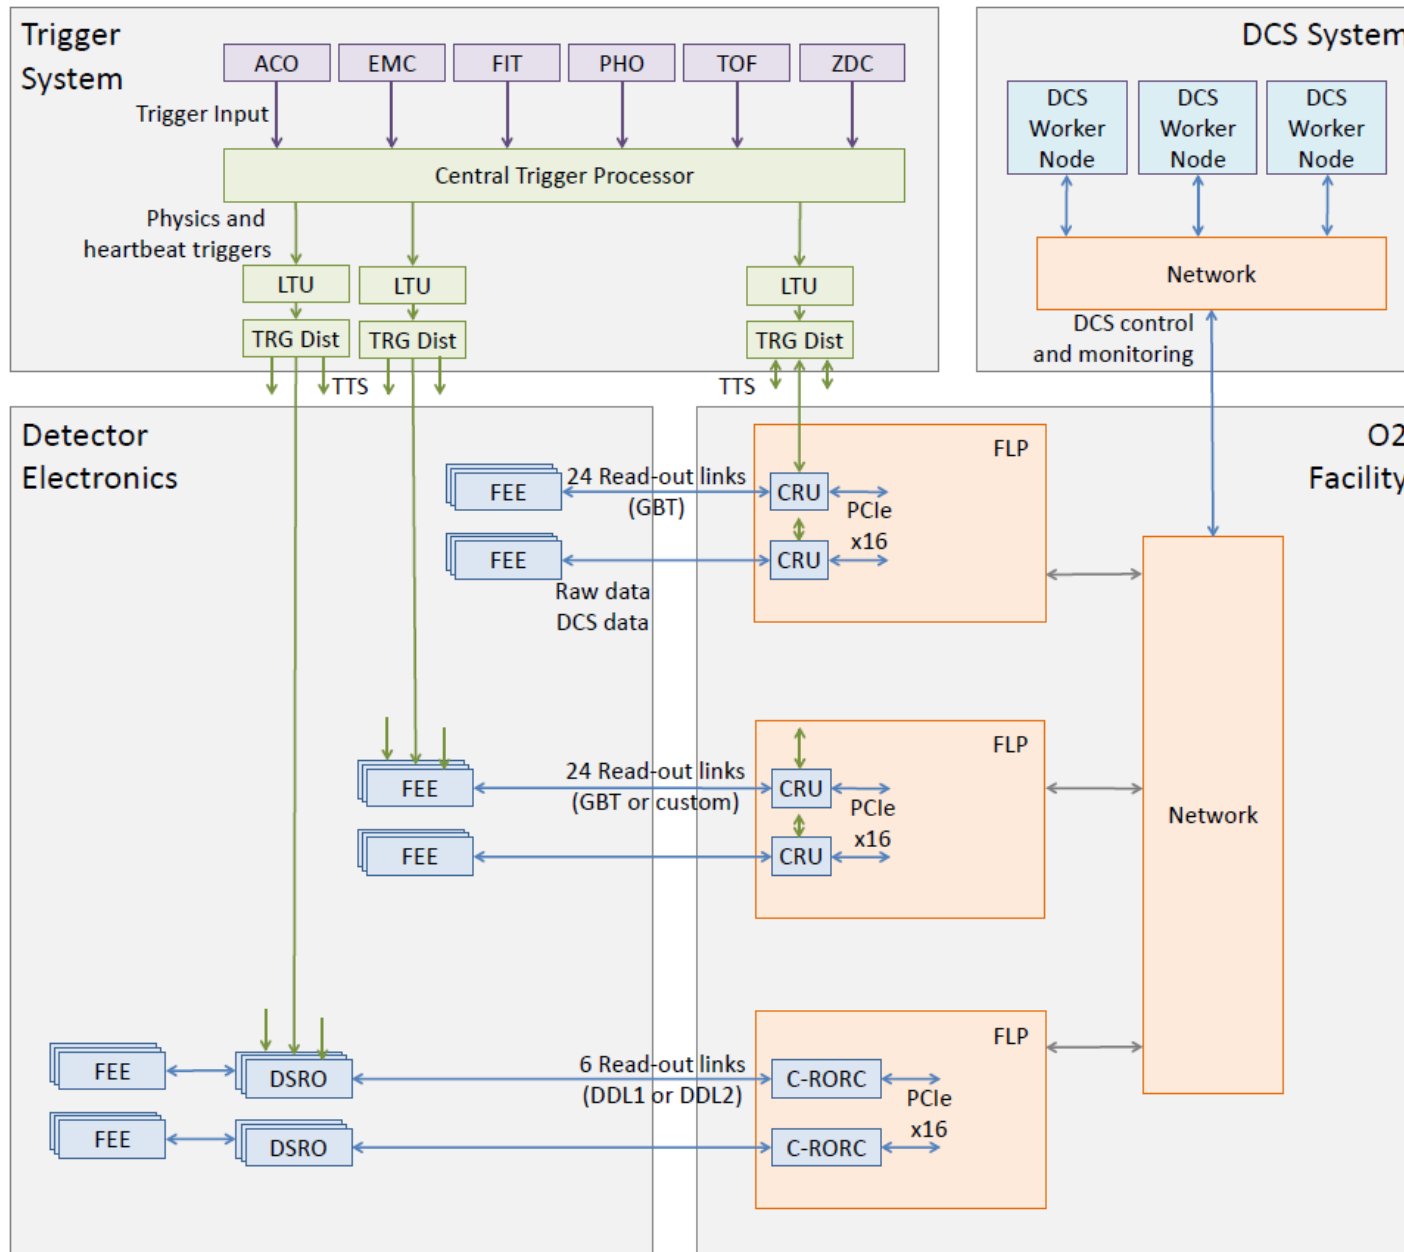 Trigger
System
ACO
EMC
FIT
PHO
TOF
ZDC
Trigger Input
Central Trigger Processor
Physics and
heartbeat triggers
LTU
LTU
LTU
TRG Dist
TRG Dist
TRG Dist
TTS
TTS
DCS System
DCS
Worker
Node
DCS
Worker
Node
DCS
Worker
Node
Network
DCS control
and monitoring
Detector
Electronics
O2
Facility
FLP
FEE
24 Read-out links
(GBT)
CRU
PCIe
x16
FEE
CRU
Raw data
DCS data
FLP
FEE
24 Read-out links
(GBT or custom)
CRU
PCIe
x16
FEE
CRU
Network
FLP
FEE
DSRO
6 Read-out links
(DDL1 or DDL2)
C-RORC
PCIe
x16
FEE
DSRO
C-RORC